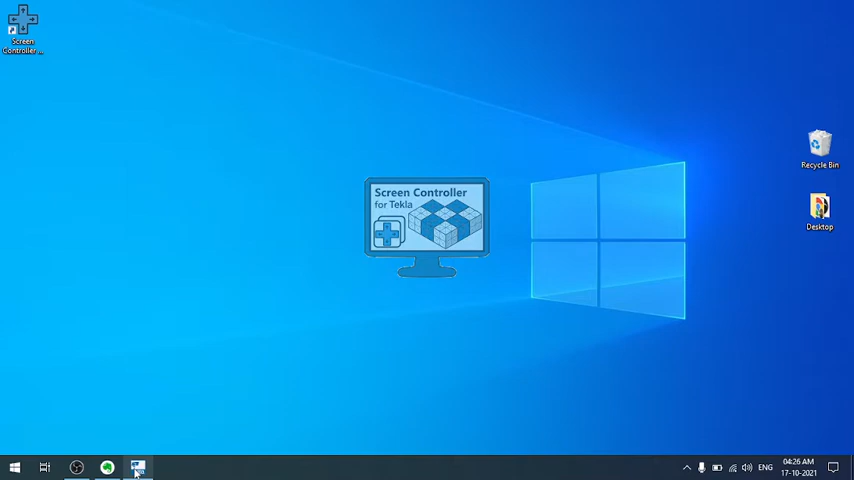 Screen
Controller ...
Screen Controller
for Tekla
Recycle Bin
Desktop
ENG
04:26 AM
17-10-2021